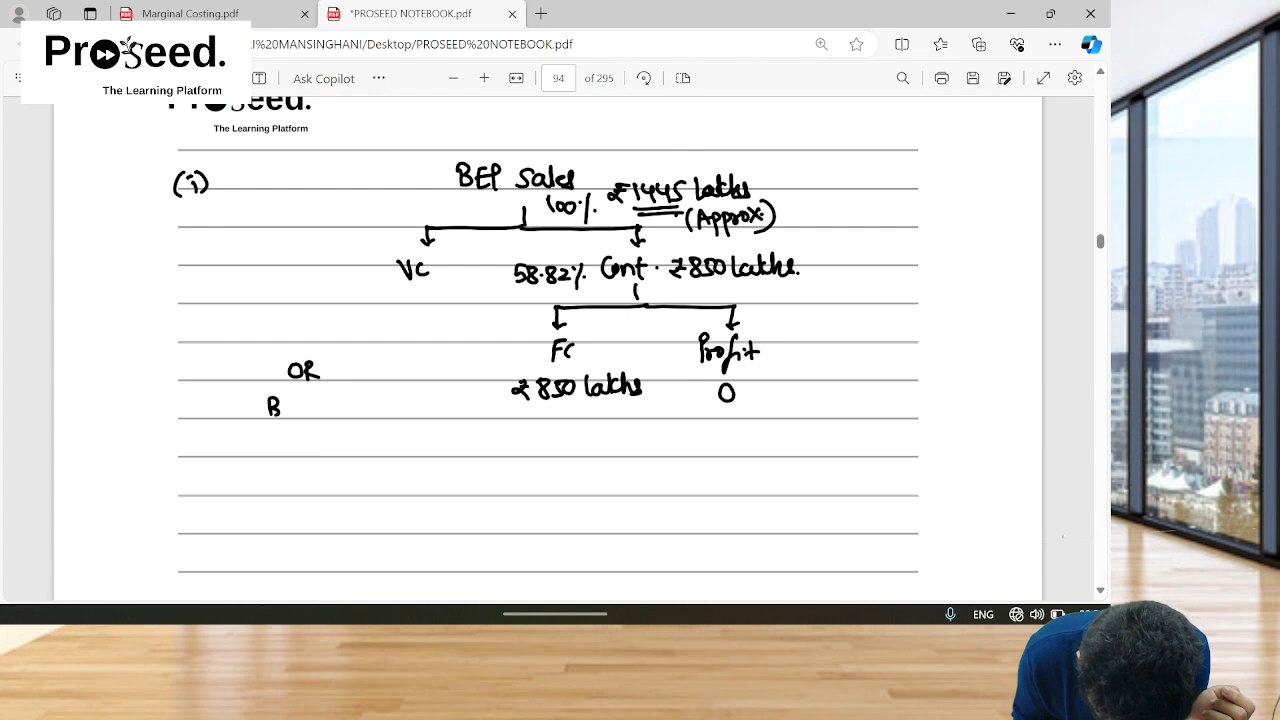 Marginal Costing.pdf
*PROSEED NOTEBOOK.pdf
Proseed.
The Learning Platform
I%20MANSINGHANI/Desktop/PROSEED%20NOTEBOOK.pdf
Ask Copilot
94 of 295
Proseed.
The Learning Platform
(i)
BEP Sales ₹1445 lakhs
100%. (Approx.)
VC 58.82%. Cont. ₹850 lakhs.
FC Profit
₹850 lakhs 0
OR
B
ENG